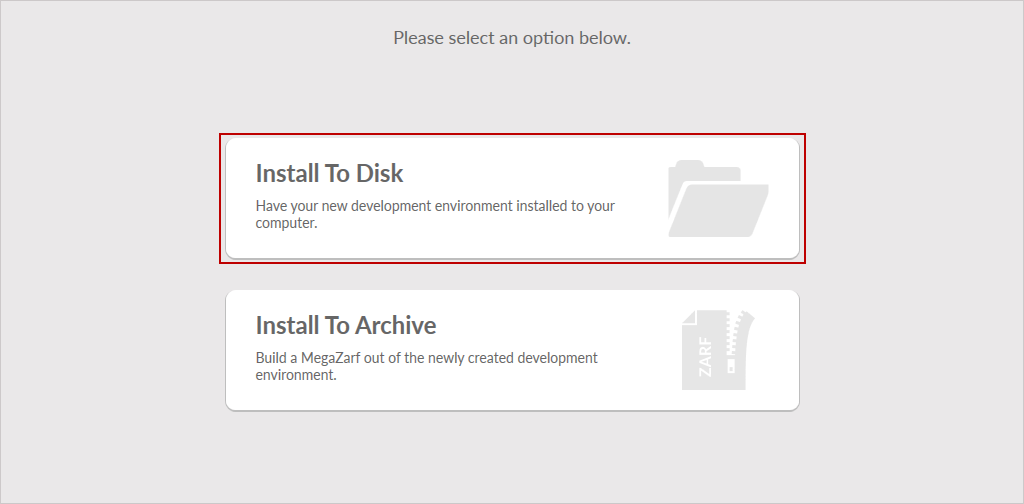 Please select an option below.
Install To Disk
Have your new development environment installed to your
computer.
Install To Archive
Build a MegaZarf out of the newly created development
environment.
ZARF